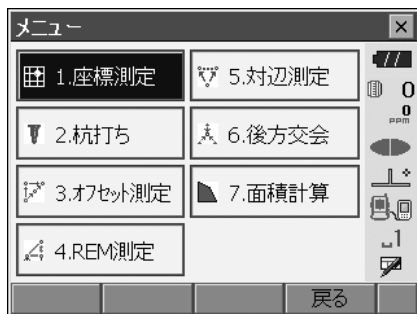 メニュー
1.座標測定
2.杭打ち
3.オフセット測定
4.REM測定
5.対辺測定
6.後方交会
7.面積計算
0
0
PPM
1
戻る